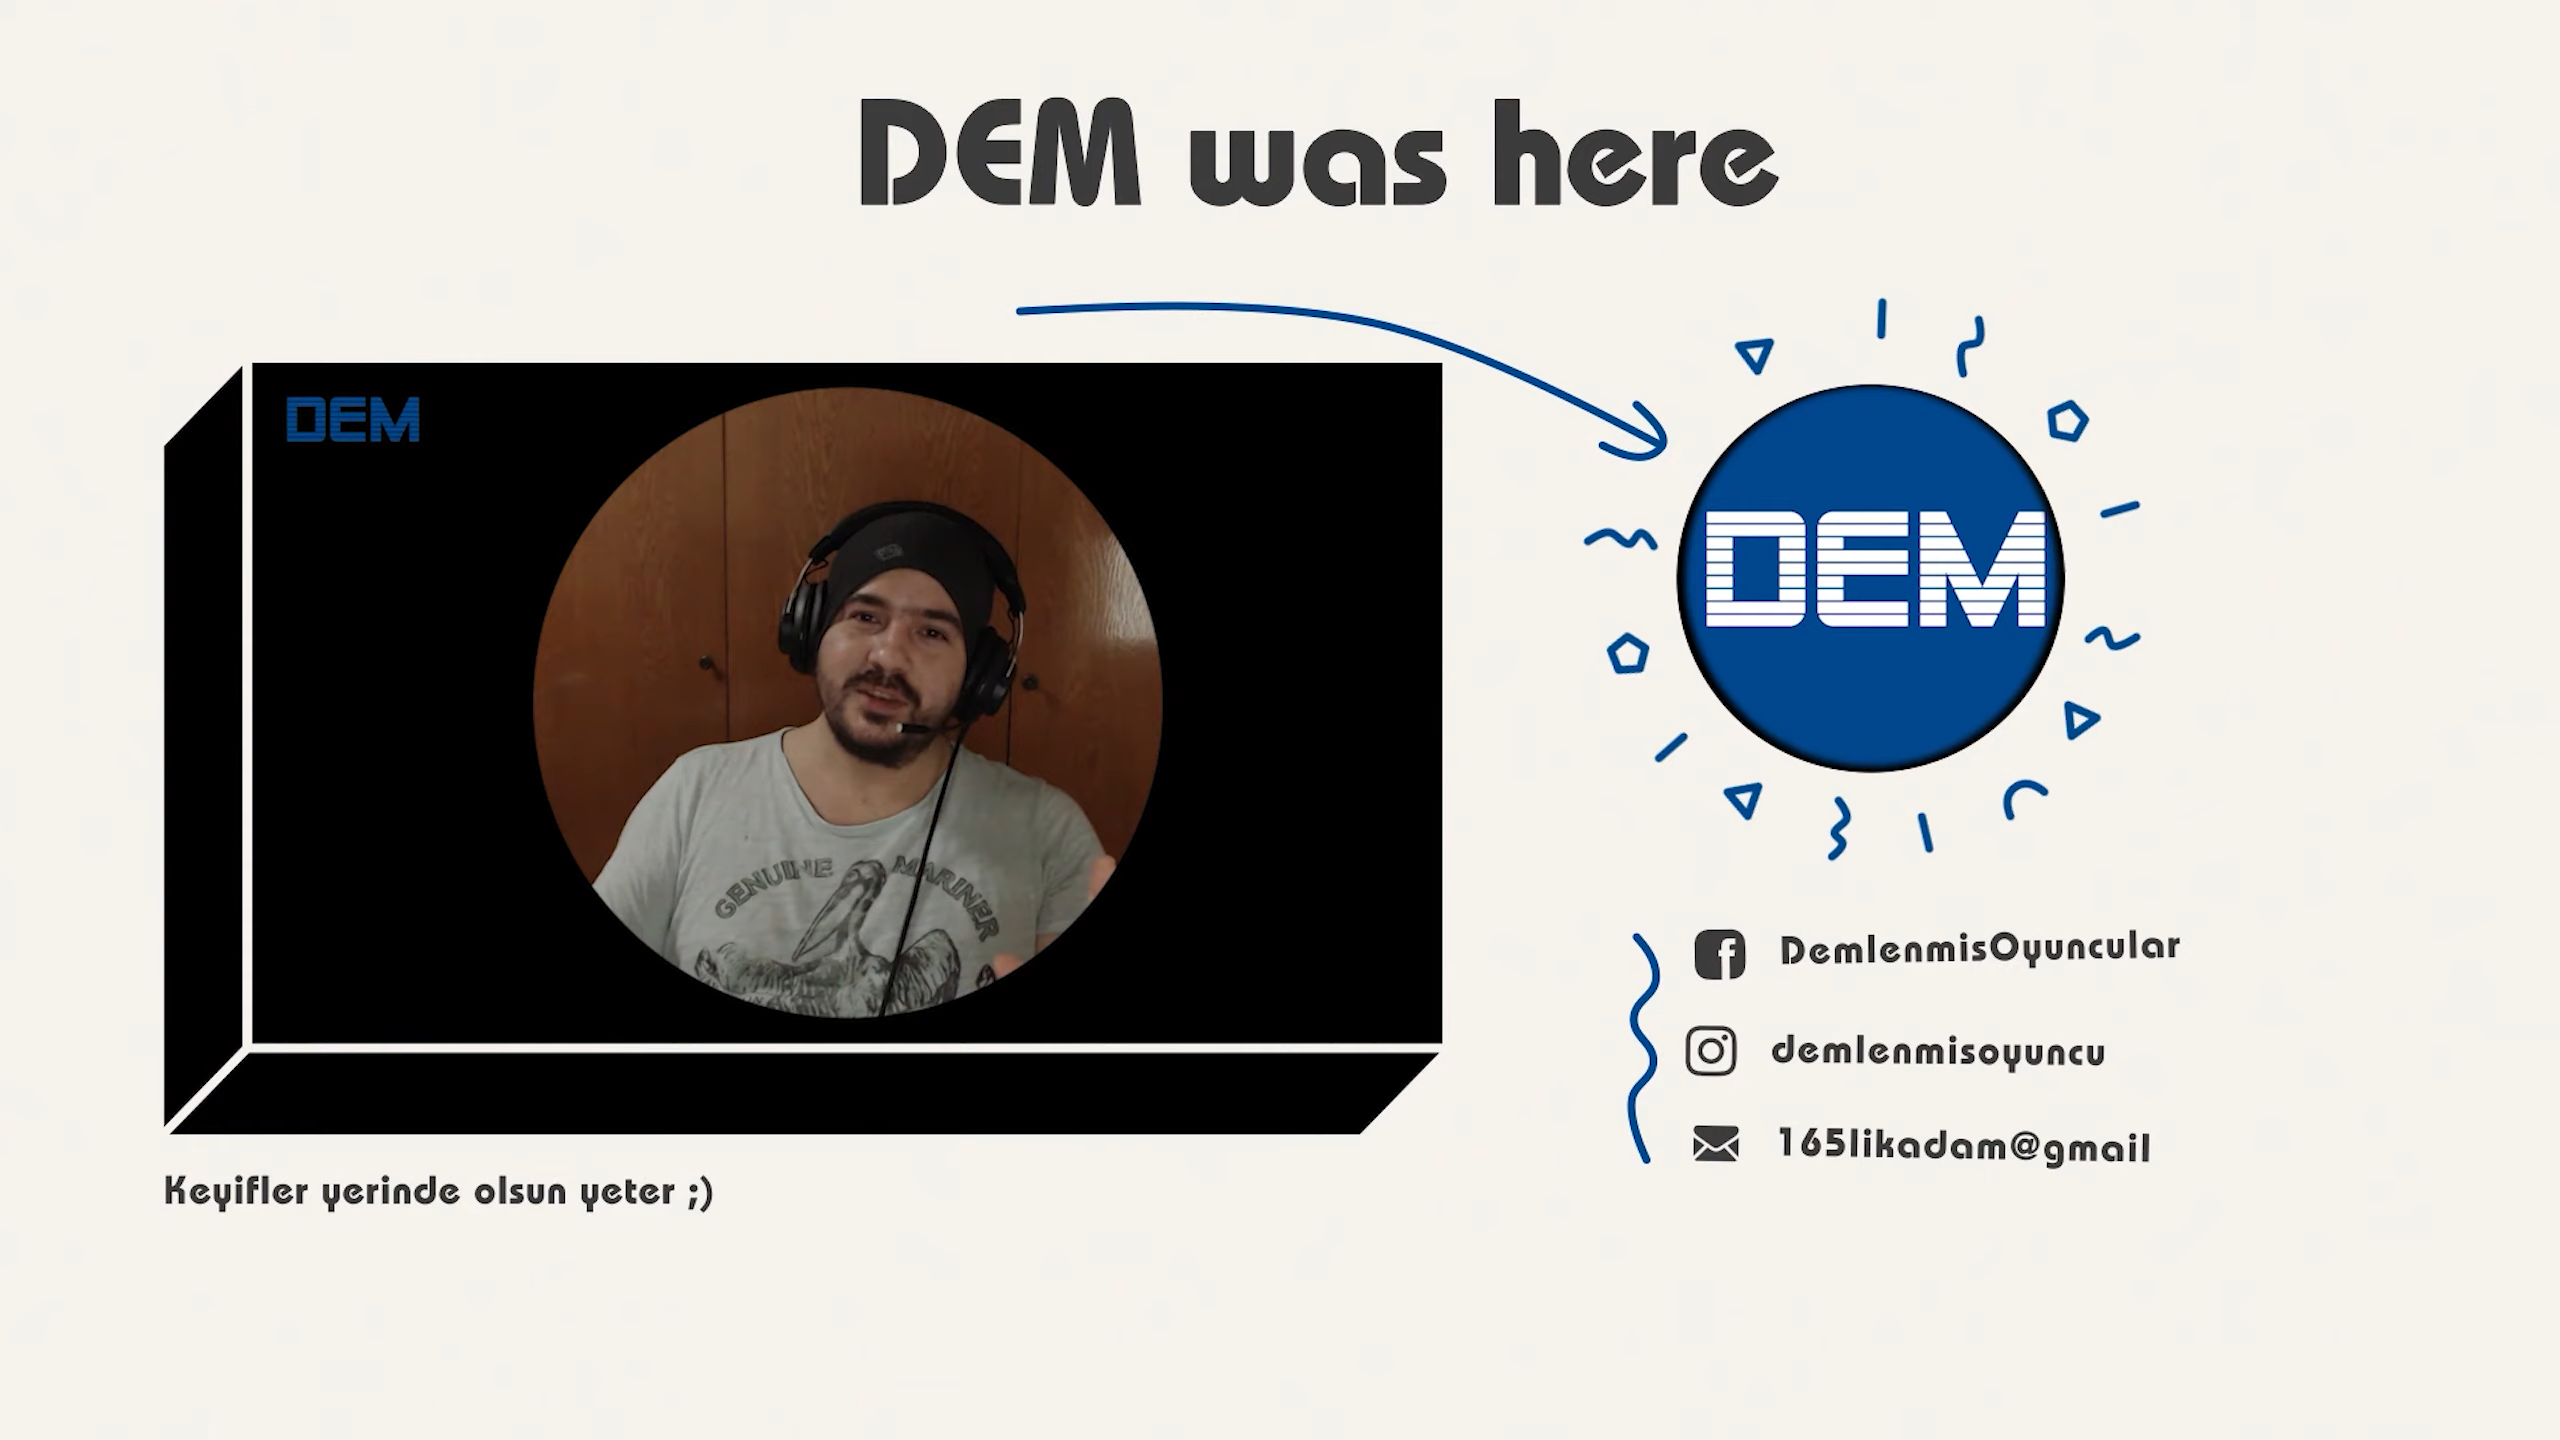 DEM was here
DEM
GENUINE MARINER
DEM
DemlenmisOyuncular
demlenmisoyuncu
165likadam@gmail
Keyifler yerinde olsun yeter ;)